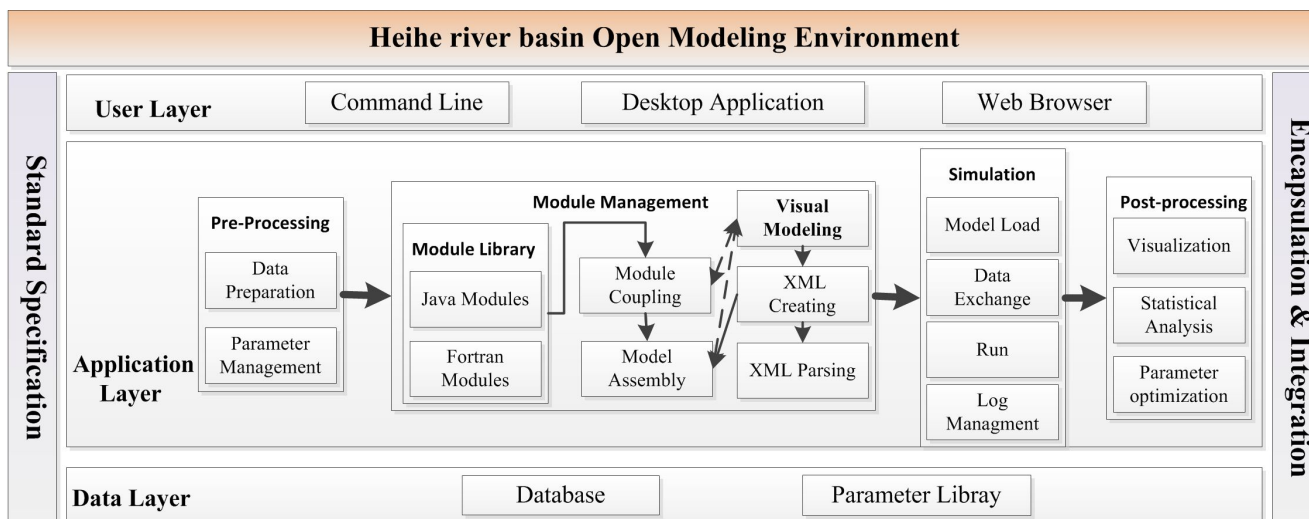 Heihe river basin Open Modeling Environment
Standard Specification
User Layer
Command Line
Desktop Application
Web Browser
Application
Layer
Pre-Processing
Data
Preparation
Parameter
Management
Module Management
Module Library
Java Modules
Fortran
Modules
Module
Coupling
Model
Assembly
Visual
Modeling
XML
Creating
XML Parsing
Simulation
Model Load
Data
Exchange
Run
Log
Managment
Post-processing
Visualization
Statistical
Analysis
Parameter
optimization
Data Layer
Database
Parameter Libray
Encapsulation & Integration